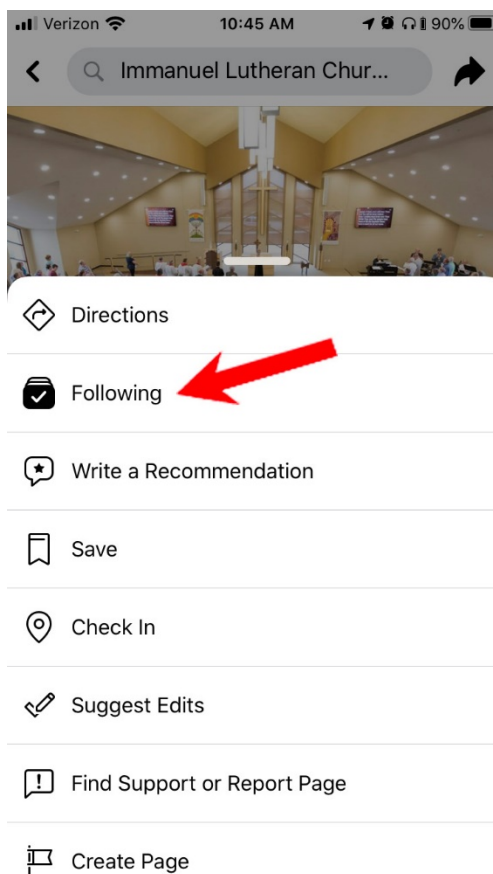 Verizon 10:45 AM 90%
Immanuel Lutheran Chur...
Directions
Following
Write a Recommendation
Save
Check In
Suggest Edits
Find Support or Report Page
Create Page